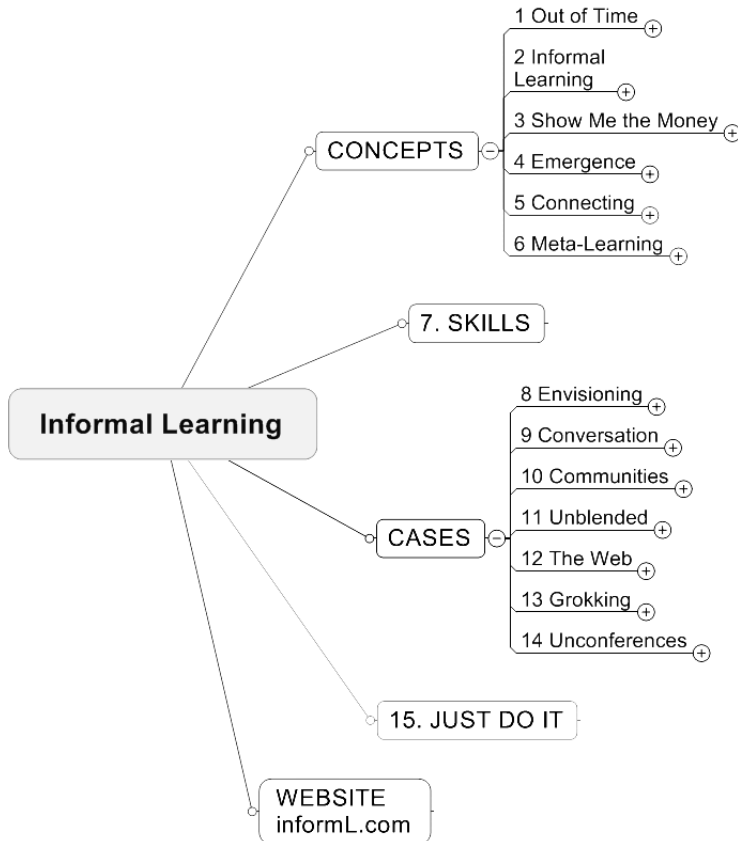 1 Out of Time
2 Informal
Learning
3 Show Me the Money
CONCEPTS
4 Emergence
5 Connecting
6 Meta-Learning
7. SKILLS
Informal Learning
8 Envisioning
9 Conversation
10 Communities
11 Unblended
CASES
12 The Web
13 Grokking
14 Unconferences
15. JUST DO IT
WEBSITE
informL.com